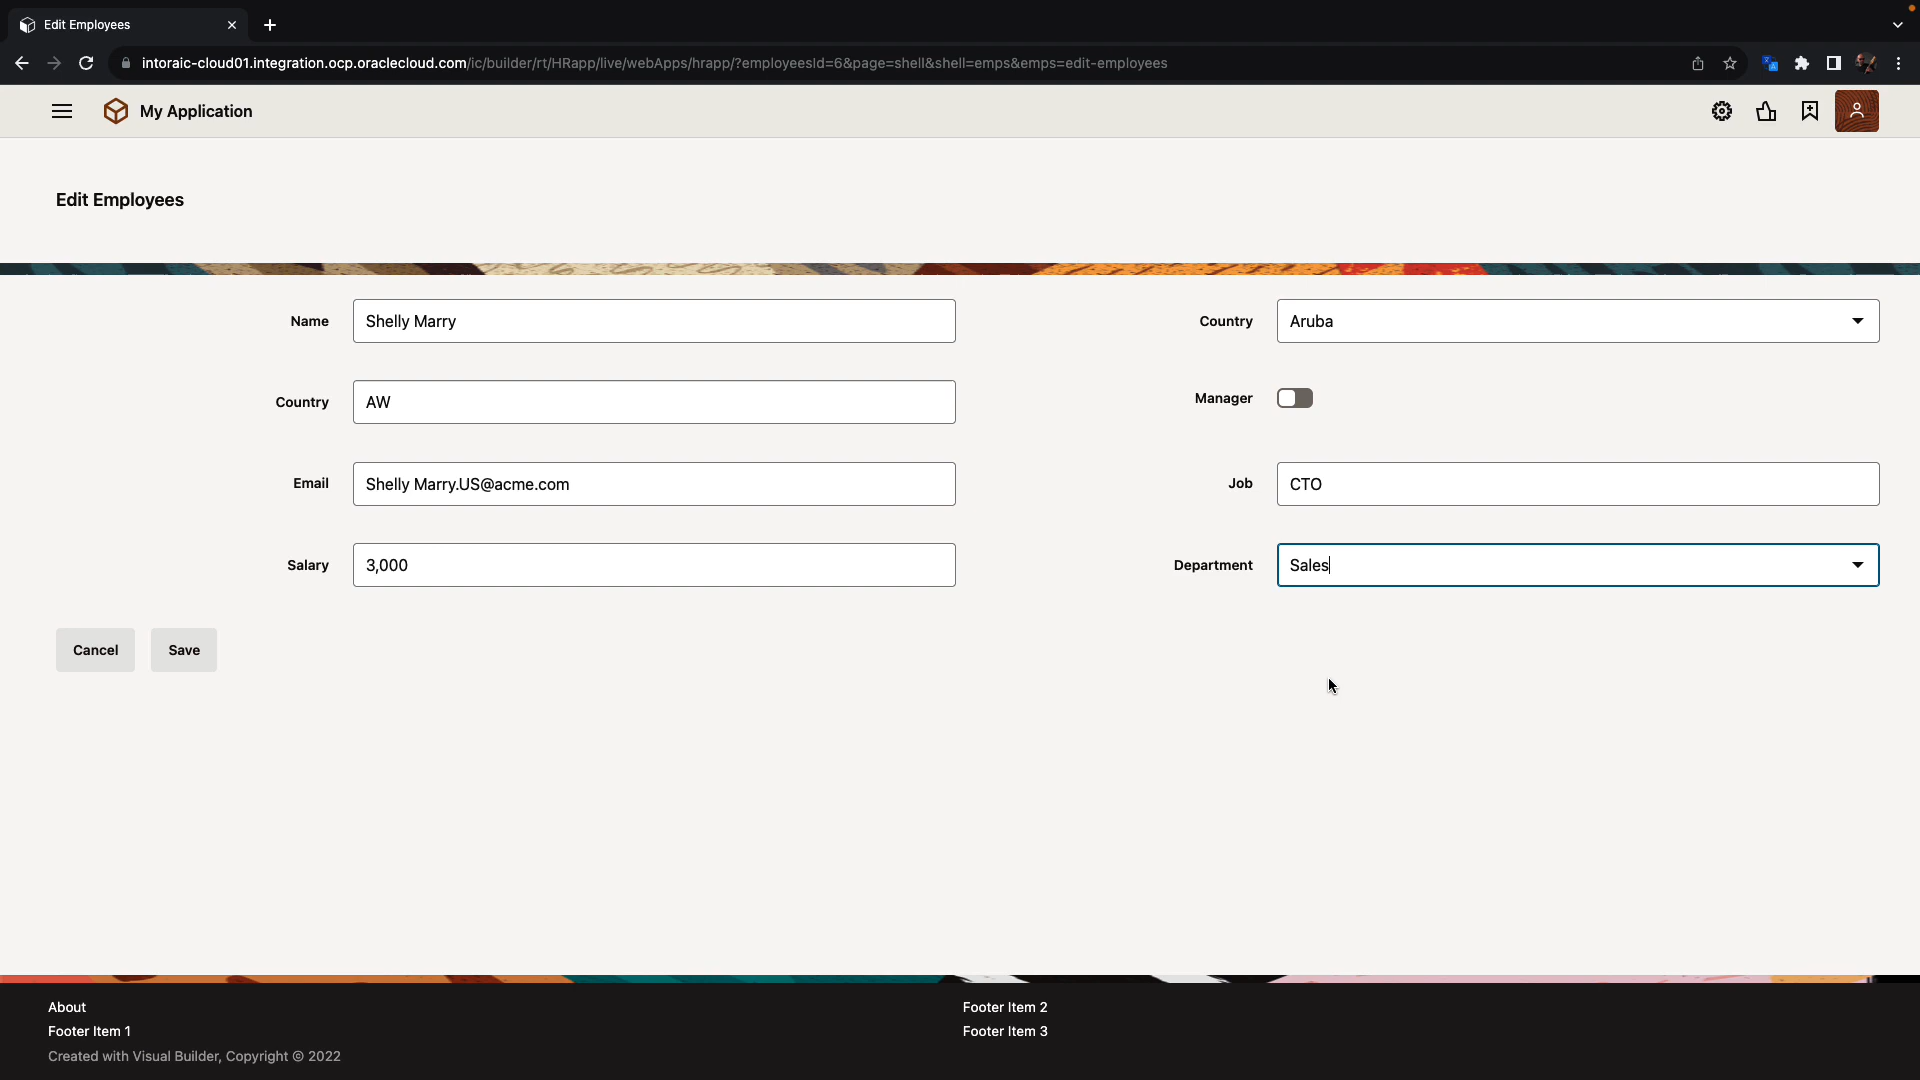 Edit Employees
intoraic-cloud01.integration.ocp.oraclecloud.com/ic/builder/rt/HRapp/live/webApps/hrapp/?employeesId=6&page=shell&shell=emps&emps=edit-employees
My Application
Edit Employees
Name Shelly Marry Country Aruba
Country AW Manager
Email Shelly Marry.US@acme.com Job CTO
Salary 3,000 Department Sales
Cancel Save
About Footer Item 2
Footer Item 1 Footer Item 3
Created with Visual Builder, Copyright © 2022